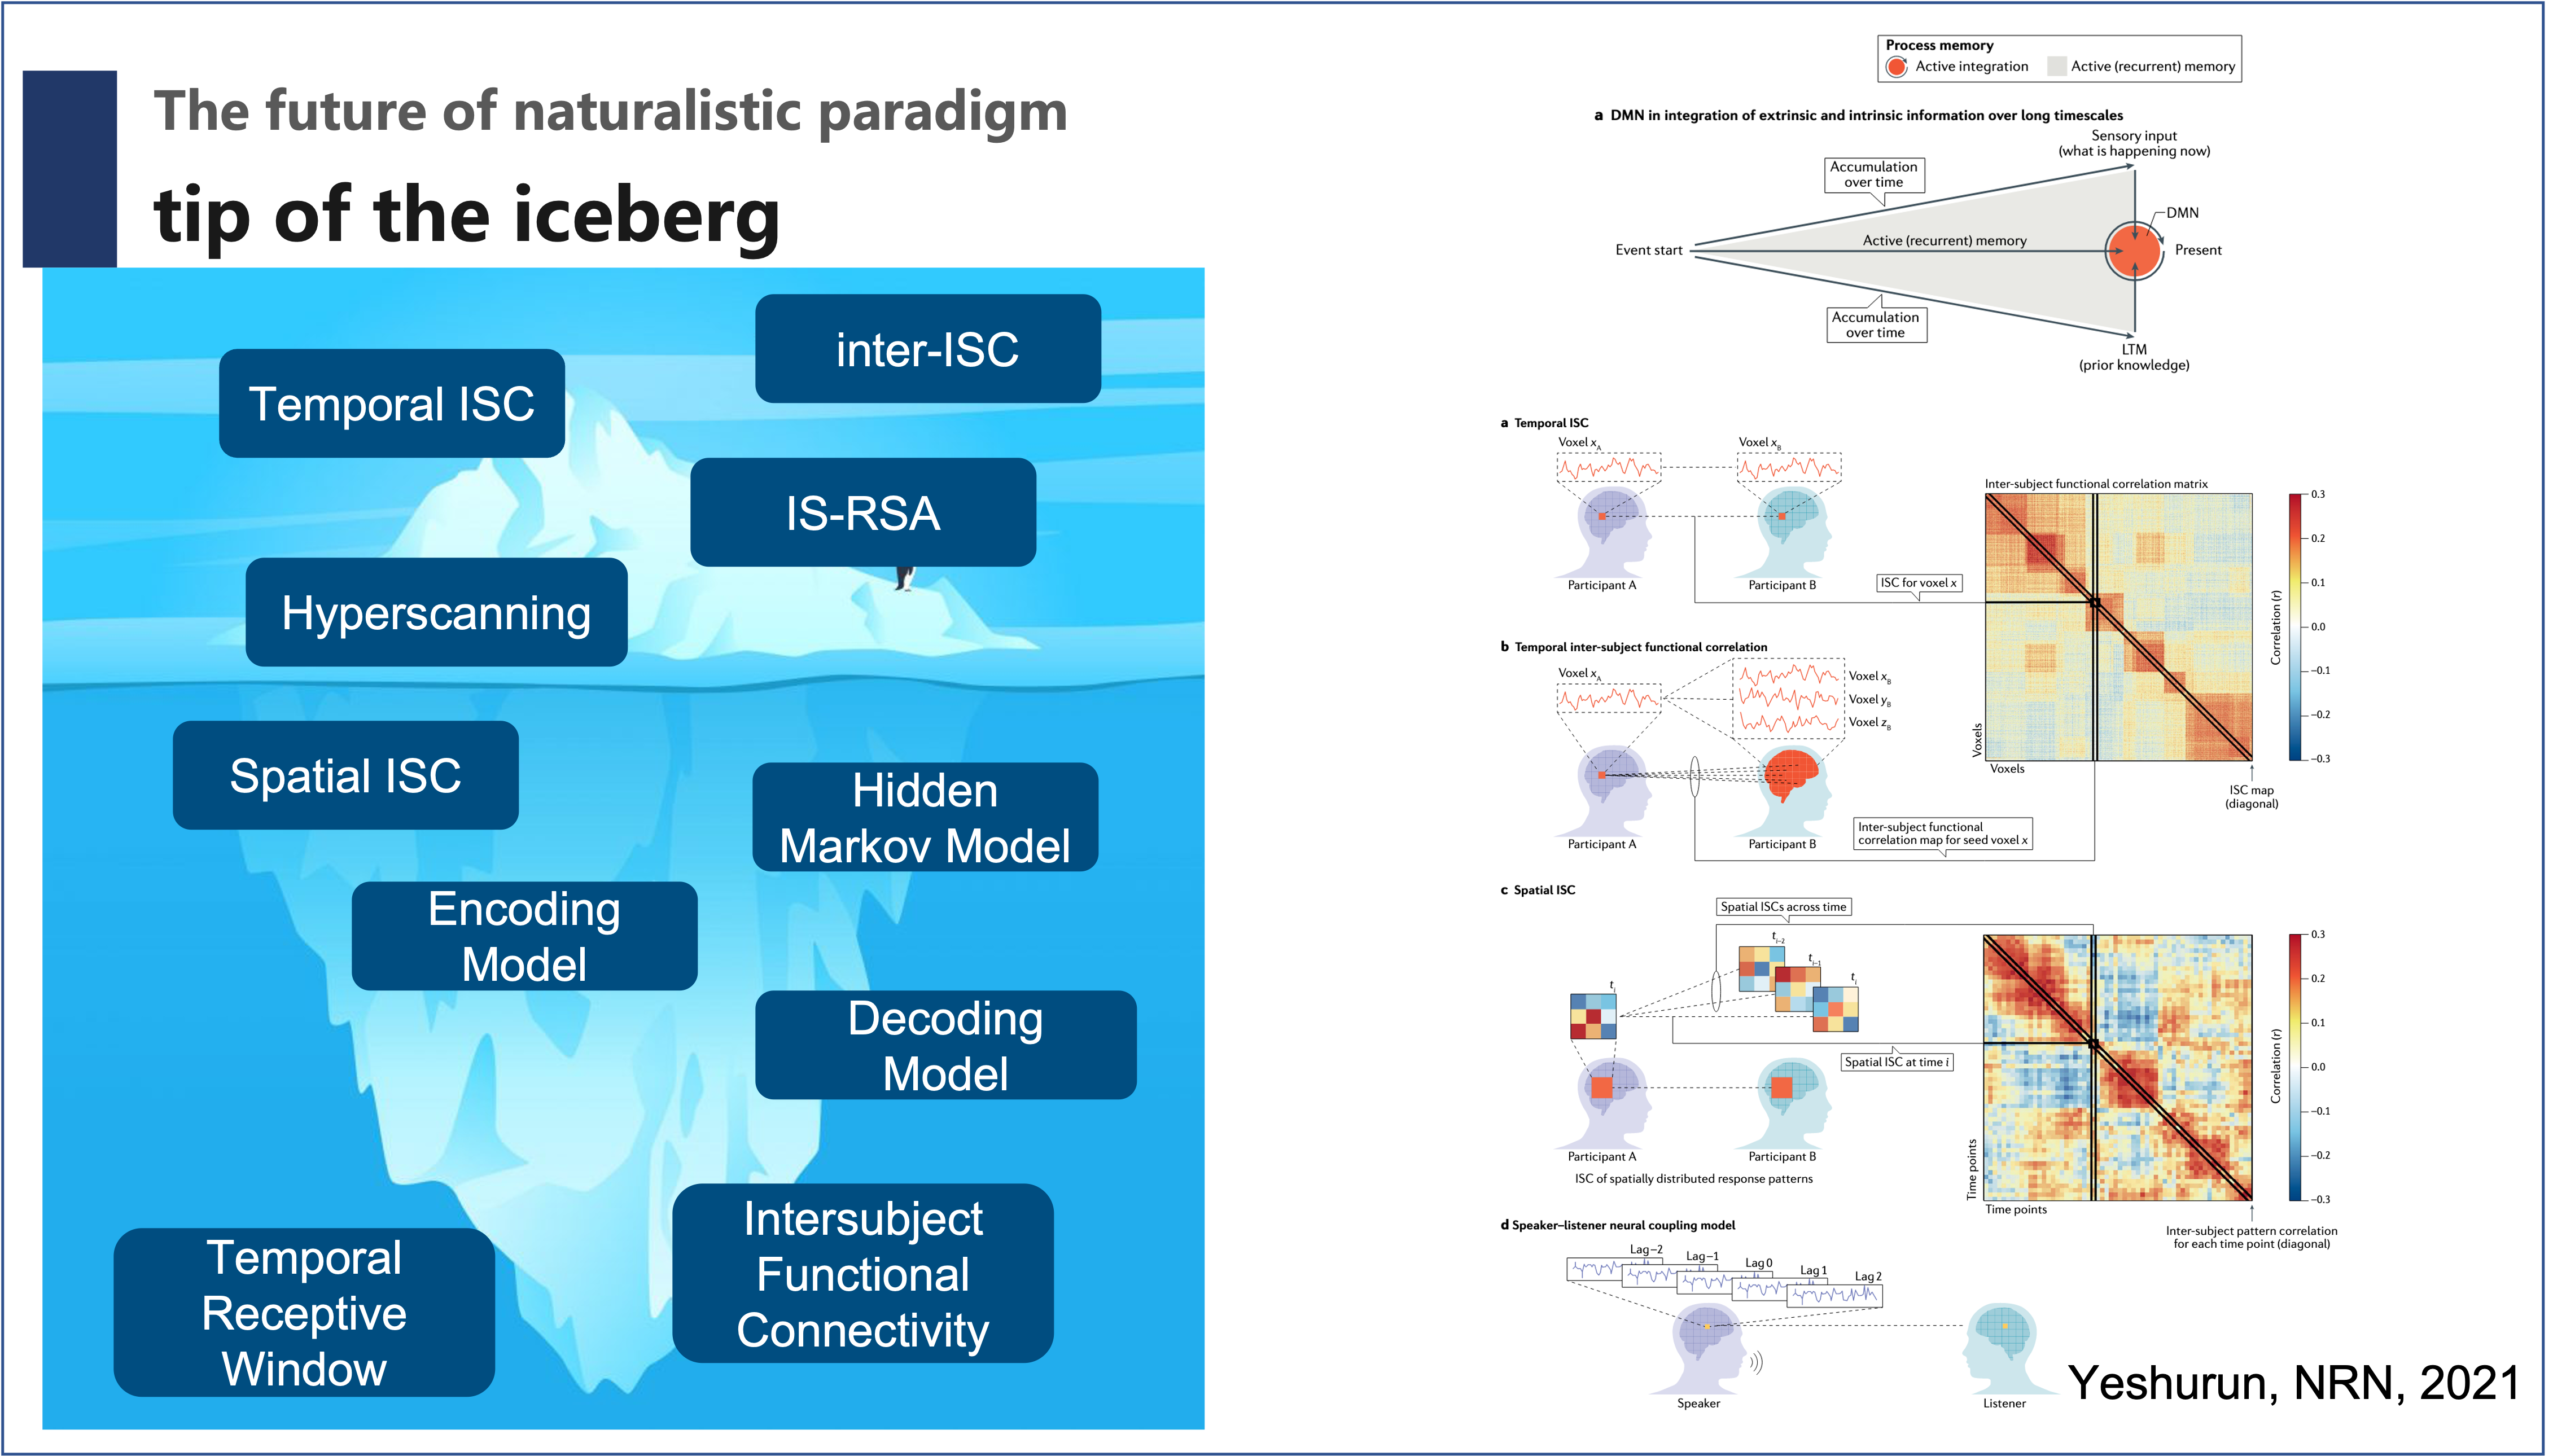 The future of naturalistic paradigm
tip of the iceberg
inter-ISC
Temporal ISC
IS-RSA
Hyperscanning
Spatial ISC
Hidden
Markov Model
Encoding
Model
Decoding
Model
Intersubject
Functional
Connectivity
Temporal
Receptive
Window
Process memory
Active integration
Active (recurrent) memory
a DMN in integration of extrinsic and intrinsic information over long timescales
Sensory input
(what is happening now)
Accumulation
over time
DMN
Event start
Active (recurrent) memory
Present
Accumulation
over time
LTM
(prior knowledge)
a Temporal ISC
Voxel xA
Voxel xB
Participant A
Participant B
ISC for voxel x
Inter-subject functional correlation matrix
Voxels
Voxels
0.3
0.2
0.1
0.0
−0.1
−0.2
−0.3
Correlation (r)
ISC map
(diagonal)
b Temporal inter-subject functional correlation
Voxel xA
Voxel xB
Voxel yB
Voxel zB
Participant A
Participant B
Inter-subject functional
correlation map for seed voxel x
c Spatial ISC
Spatial ISCs across time
ti–2
ti–1
ti
ti
Spatial ISC at time i
Participant A
Participant B
ISC of spatially distributed response patterns
Time points
Time points
0.3
0.2
0.1
0.0
−0.1
−0.2
−0.3
Correlation (r)
Inter-subject pattern correlation
for each time point (diagonal)
d Speaker–listener neural coupling model
Lag −2
Lag −1
Lag 0
Lag 1
Lag 2
Speaker
Listener
Yeshurun, NRN, 2021